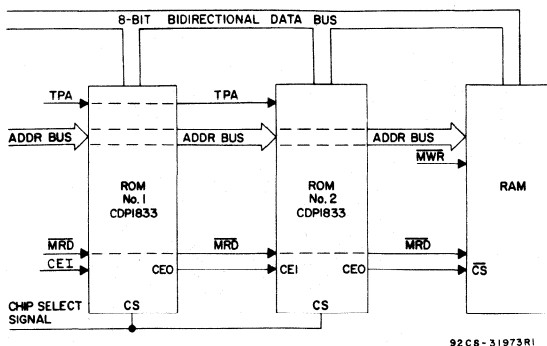 8-BIT BIDIRECTIONAL DATA BUS
TPA TPA
ADDR BUS ADDR BUS ADDR BUS
MWR
ROM No. 1 CDP1833
ROM No. 2 CDP1833
RAM
MRD MRD MRD
CEI CEO CEI CEO CS
CHIP SELECT SIGNAL
CS CS
92CS-31973R1